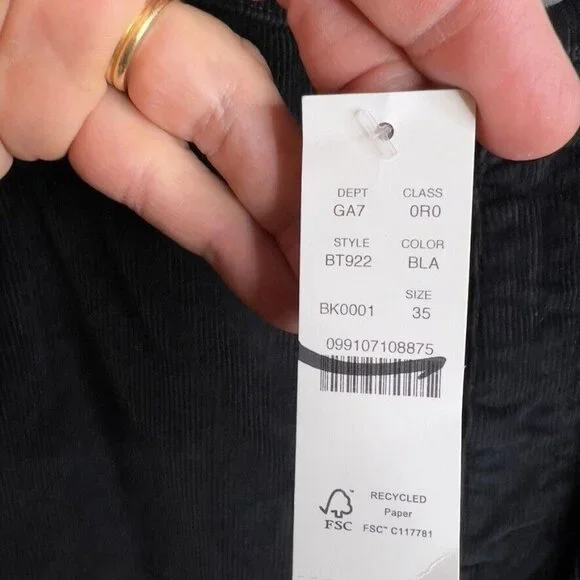 DEPT CLASS
GA7 0R0
STYLE COLOR
BT922 BLA
SIZE
BK0001 35
099107108875
RECYCLED
Paper
FSC™ C117781
FSC